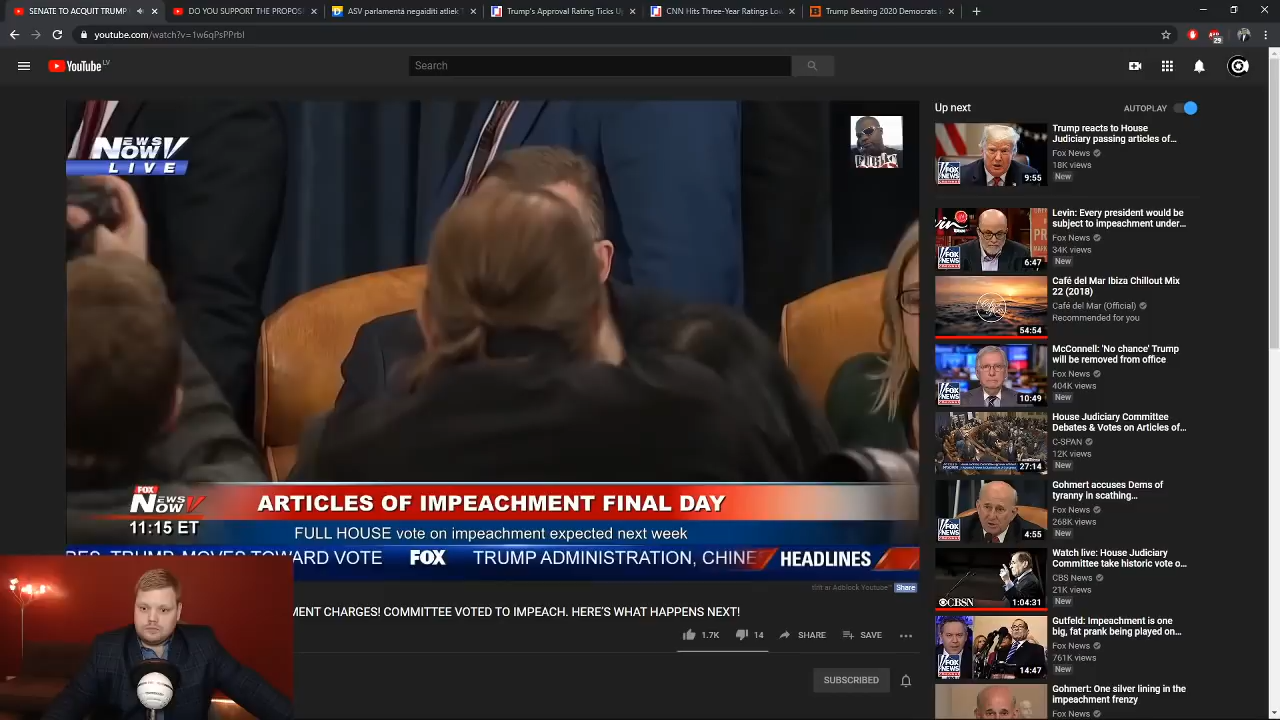 SENATE TO ACQUIT TRUMP
DO YOU SUPPORT THE PROPOS
ASV parlamentā negaidīti atliek
Trump's Approval Rating Tick Up
CNN Hits Three-Year Ratings Lo
Trump Beating 2020 Democrats
youtube.com/watch?v=1w6qPsPPrbI
29
YouTube LV
Search
NEWS NOW V
LIVE
Up next
AUTOPLAY
Trump reacts to House Judiciary passing articles of...
Fox News
18K views
New
9:55
Levin: Every president would be subject to impeachment under...
Fox News
34K views
New
6:47
Café del Mar Ibiza Chillout Mix 22 (2018)
Café del Mar (Official)
Recommended for you
54:54
McConnell: 'No chance' Trump will be removed from office
Fox News
404K views
New
10:49
House Judiciary Committee Debates & Votes on Articles of...
C-SPAN
12K views
New
27:14
Gohmert accuses Dems of tyranny in scathing...
Fox News
268K views
New
4:55
Watch live: House Judiciary Committee take historic vote o...
CBS News
21K views
New
CBSN
1:04:31
Gutfeld: Impeachment is one big, fat prank being played on...
Fox News
761K views
New
14:47
Gohmert: One silver lining in the impeachment frenzy
Fox News
FOX NEWS NOW V
11:15 ET
ARTICLES OF IMPEACHMENT FINAL DAY
FULL HOUSE vote on impeachment expected next week
TRUMP MOVES TOWARD VOTE FOX TRUMP ADMINISTRATION, CHINE
HEADLINES
Share
MENT CHARGES! COMMITTEE VOTED TO IMPEACH. HERE'S WHAT HAPPENS NEXT!
1.7K 14 SHARE SAVE
SUBSCRIBED